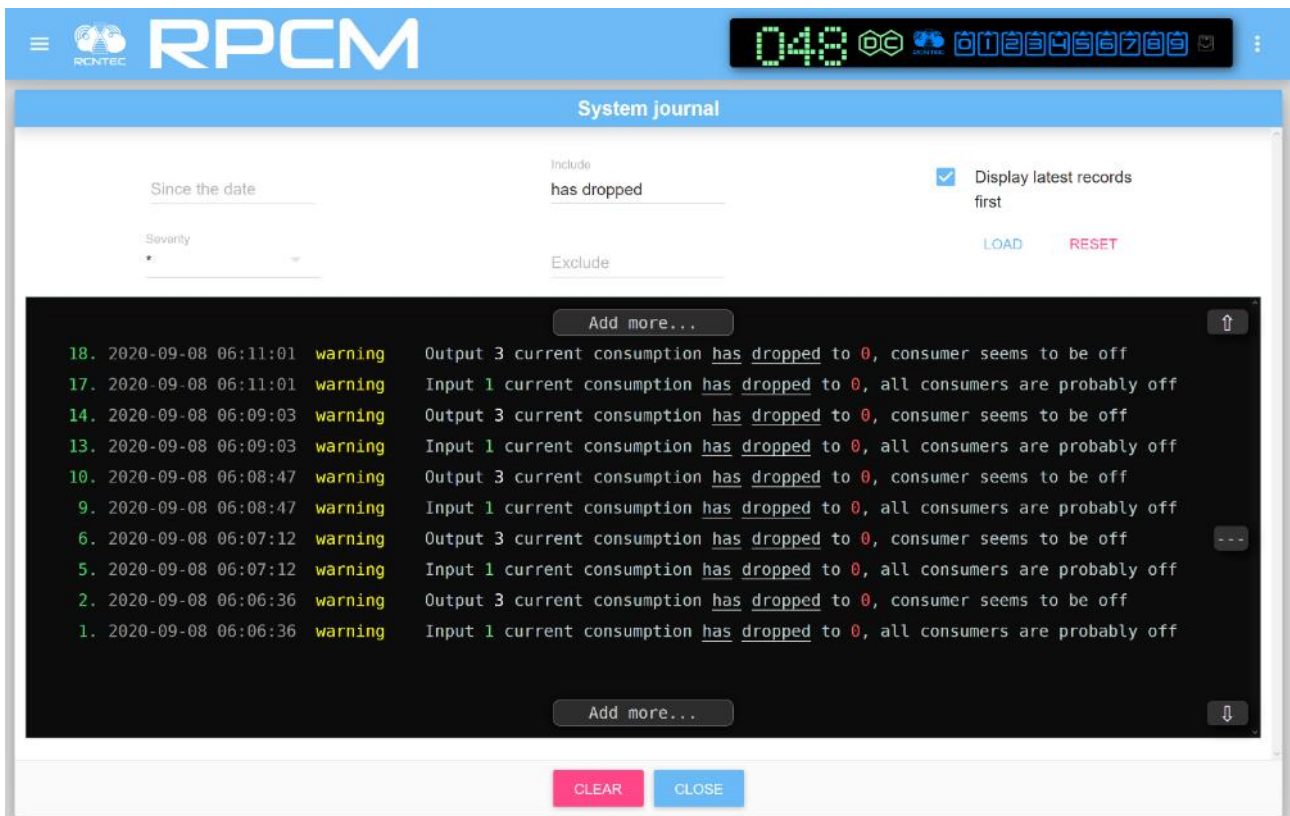 RCNTEC
RPCM
048 DC RCNTEC 0 1 2 3 4 5 6 7 8 9
System journal
Since the date
Include
has dropped
Display latest records
first
Severity
*
Exclude
LOAD RESET
Add more...
18. 2020-09-08 06:11:01 warning Output 3 current consumption has dropped to 0, consumer seems to be off
17. 2020-09-08 06:11:01 warning Input 1 current consumption has dropped to 0, all consumers are probably off
14. 2020-09-08 06:09:03 warning Output 3 current consumption has dropped to 0, consumer seems to be off
13. 2020-09-08 06:09:03 warning Input 1 current consumption has dropped to 0, all consumers are probably off
10. 2020-09-08 06:08:47 warning Output 3 current consumption has dropped to 0, consumer seems to be off
9. 2020-09-08 06:08:47 warning Input 1 current consumption has dropped to 0, all consumers are probably off
6. 2020-09-08 06:07:12 warning Output 3 current consumption has dropped to 0, consumer seems to be off
---
5. 2020-09-08 06:07:12 warning Input 1 current consumption has dropped to 0, all consumers are probably off
2. 2020-09-08 06:06:36 warning Output 3 current consumption has dropped to 0, consumer seems to be off
1. 2020-09-08 06:06:36 warning Input 1 current consumption has dropped to 0, all consumers are probably off
Add more...
CLEAR CLOSE